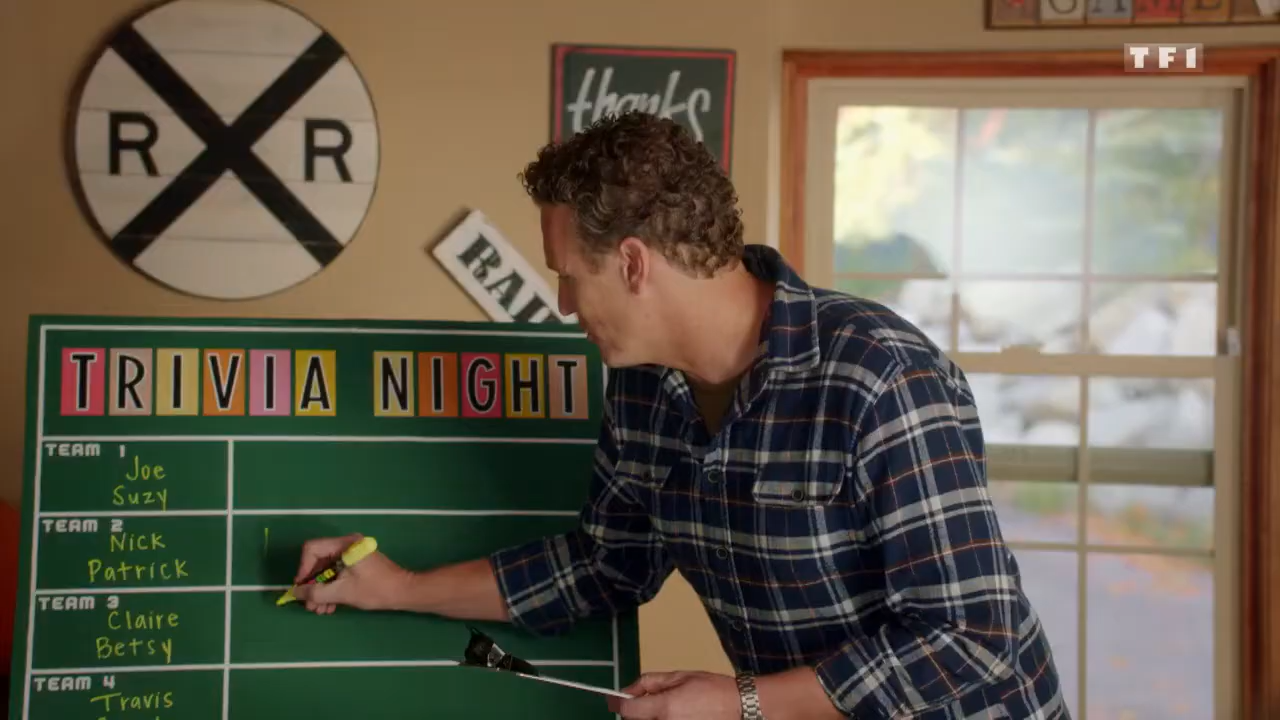 GAME
TF1
thanks
R R
RAI
TRIVIA NIGHT
TEAM 1
Joe
Suzy
TEAM 2
Nick
Patrick
TEAM 3
Claire
Betsy
TEAM 4
Travis